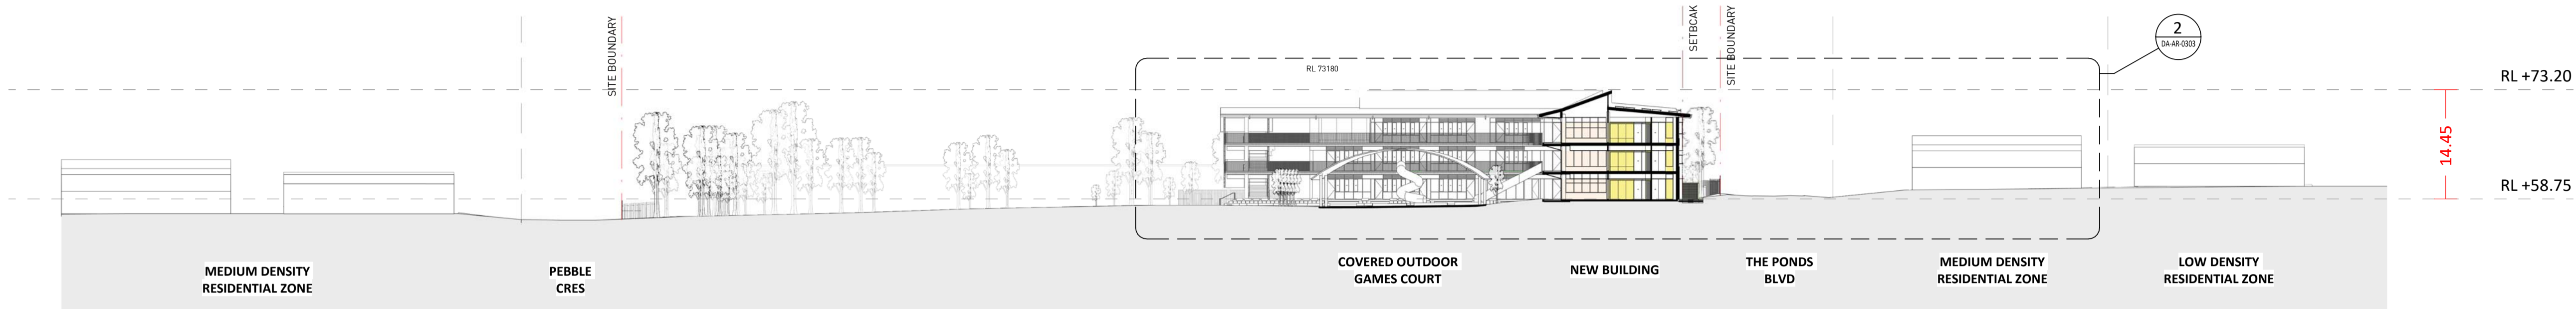 SITE BOUNDARY
SETBCAK
SITE BOUNDARY
2
DA-AR-0303
RL 73180
RL +73.20
14.45
RL +58.75
MEDIUM DENSITY
RESIDENTIAL ZONE
PEBBLE
CRES
COVERED OUTDOOR
GAMES COURT
NEW BUILDING
THE PONDS
BLVD
MEDIUM DENSITY
RESIDENTIAL ZONE
LOW DENSITY
RESIDENTIAL ZONE